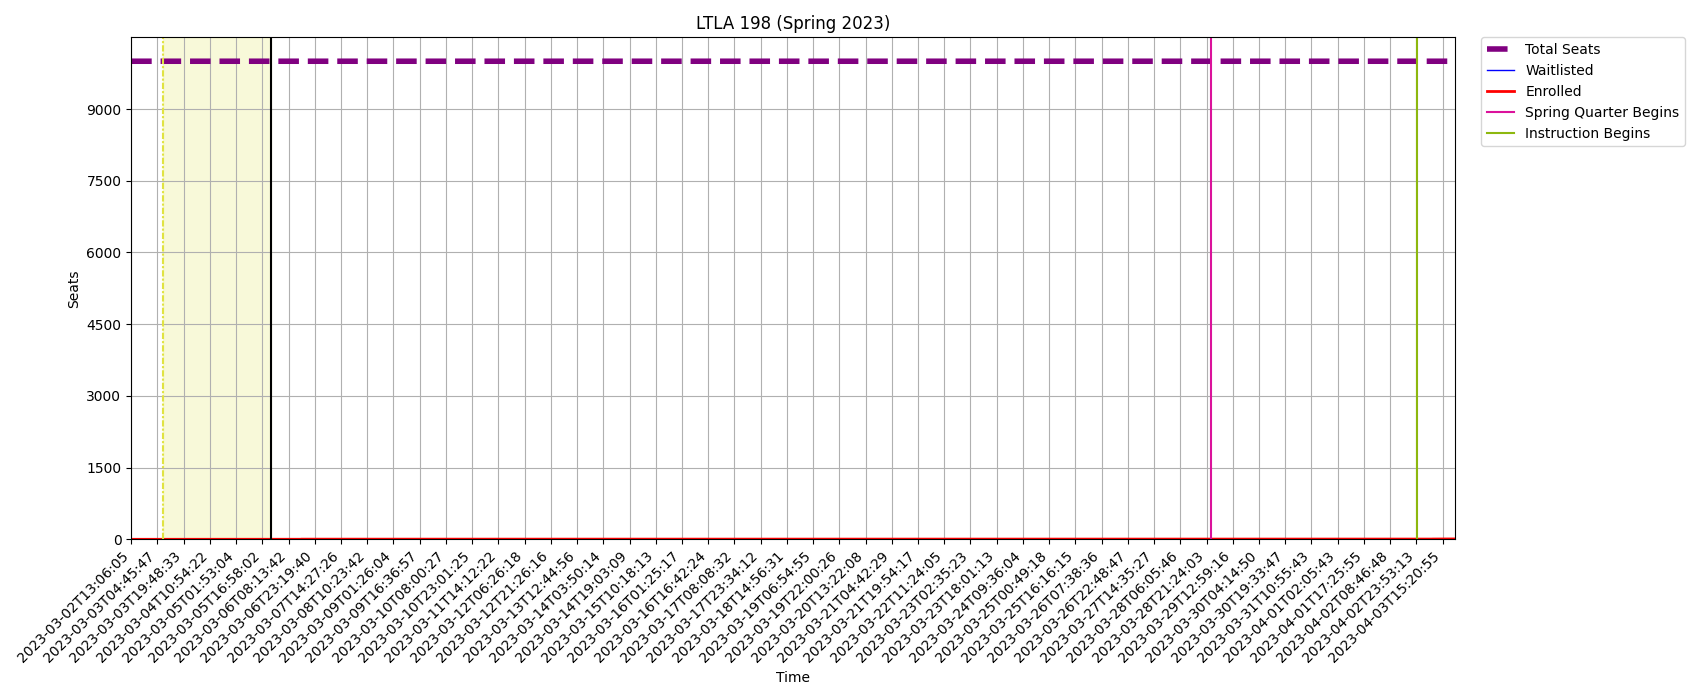 LTLA 198 (Spring 2023)
Total Seats
Waitlisted
Enrolled
Spring Quarter Begins
Instruction Begins
9000
7500
6000
4500
3000
1500
0
Seats
2023-03-02T13:06:05
2023-03-03T04:45:47
2023-03-03T19:48:33
2023-03-04T10:54:22
2023-03-05T01:53:04
2023-03-05T16:58:02
2023-03-06T08:13:42
2023-03-06T23:19:40
2023-03-07T14:27:26
2023-03-08T10:23:42
2023-03-09T01:26:04
2023-03-09T16:36:57
2023-03-10T08:00:27
2023-03-10T23:01:25
2023-03-11T14:12:22
2023-03-12T06:26:18
2023-03-12T21:26:16
2023-03-13T12:44:56
2023-03-14T03:50:14
2023-03-14T19:03:09
2023-03-15T10:18:13
2023-03-16T01:25:17
2023-03-16T16:42:24
2023-03-17T08:08:32
2023-03-17T23:34:12
2023-03-18T14:56:31
2023-03-19T06:54:55
2023-03-19T22:00:26
2023-03-20T13:22:08
2023-03-21T04:42:29
2023-03-21T19:54:17
2023-03-22T11:24:05
2023-03-23T02:35:23
2023-03-23T18:01:13
2023-03-24T09:36:04
2023-03-25T00:49:18
2023-03-25T16:16:15
2023-03-26T07:38:36
2023-03-26T22:48:47
2023-03-27T14:35:27
2023-03-28T06:05:46
2023-03-28T21:24:03
2023-03-29T12:59:16
2023-03-30T04:14:50
2023-03-30T19:33:47
2023-03-31T10:55:43
2023-04-01T02:05:43
2023-04-01T17:25:55
2023-04-02T08:46:48
2023-04-02T23:53:13
2023-04-03T15:20:55
Time